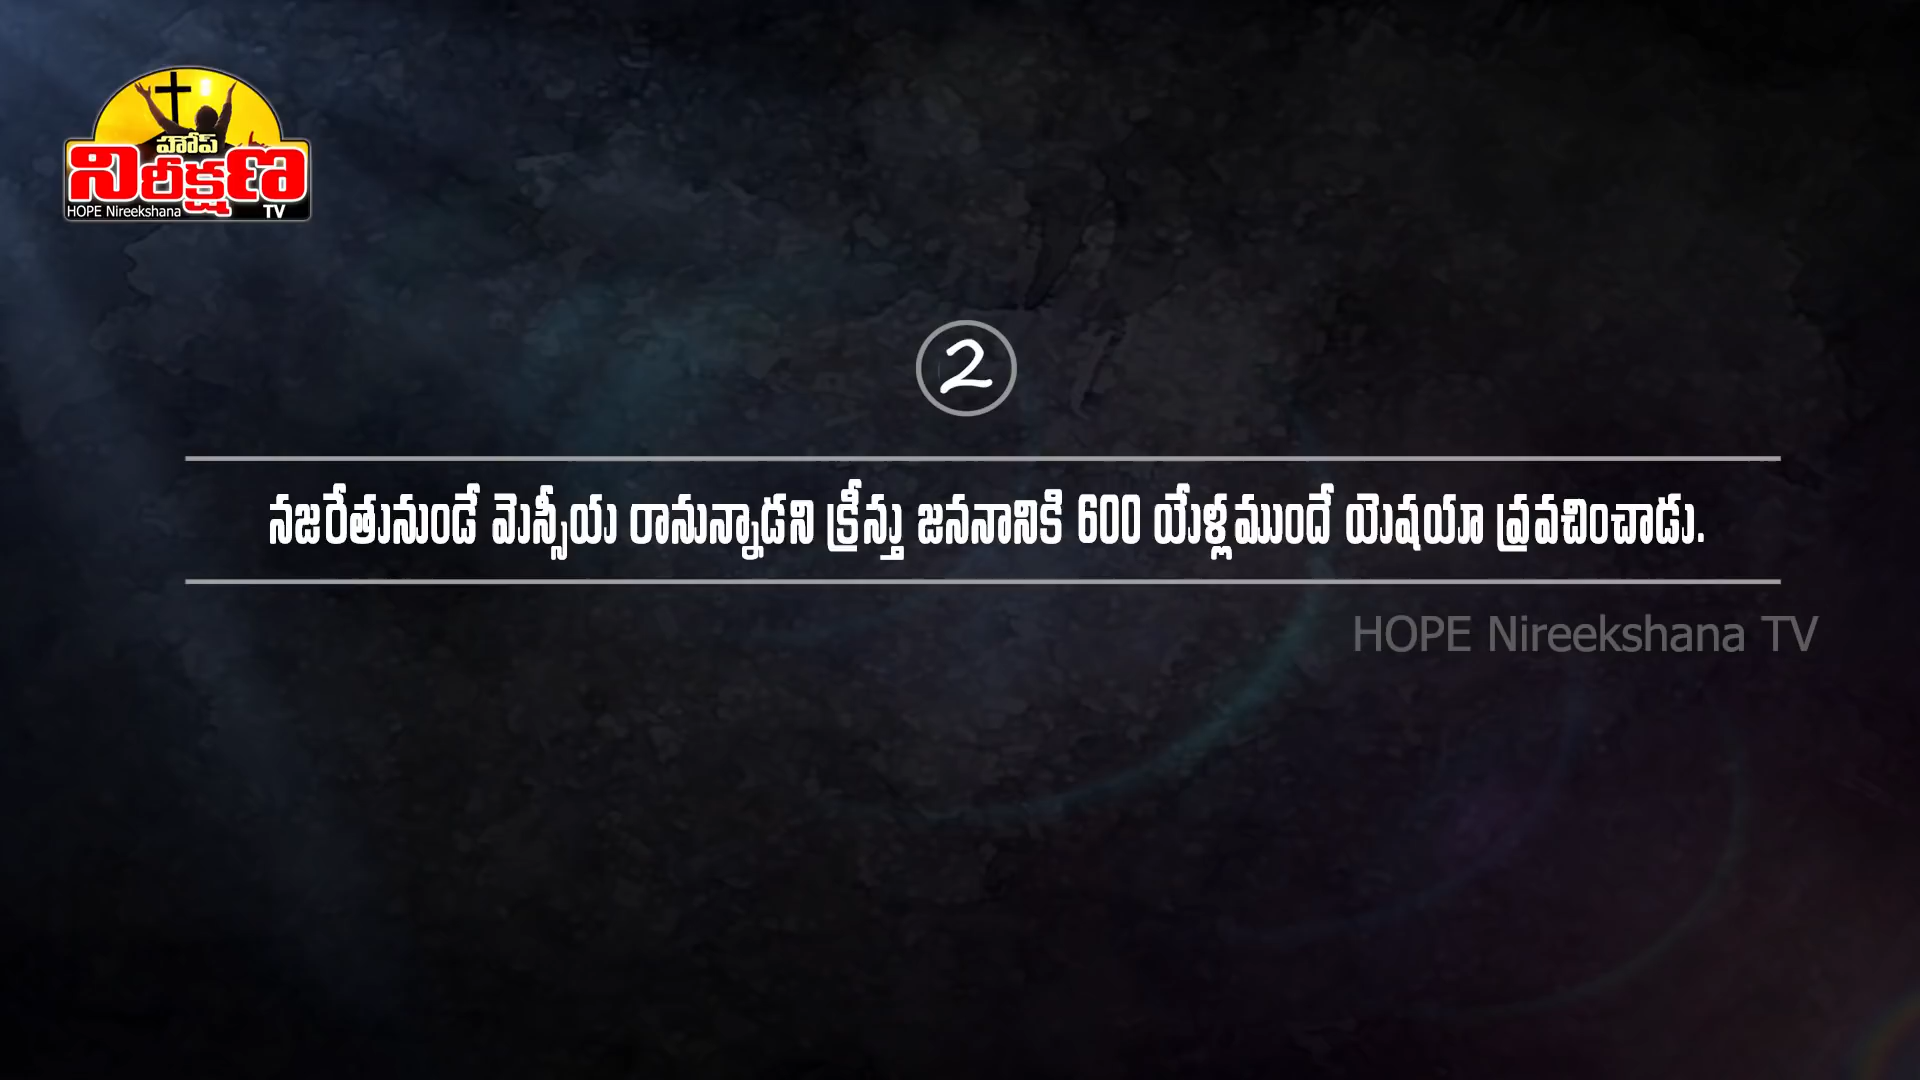 హోప్
నిరీక్షణ
HOPE Nireekshana TV
2
నజరేతునుండే మెస్సీయ రానున్నాడని క్రీస్తు జననానికి 600 యేళ్లముందే యెషయా ప్రవచించాడు.
HOPE Nireekshana TV